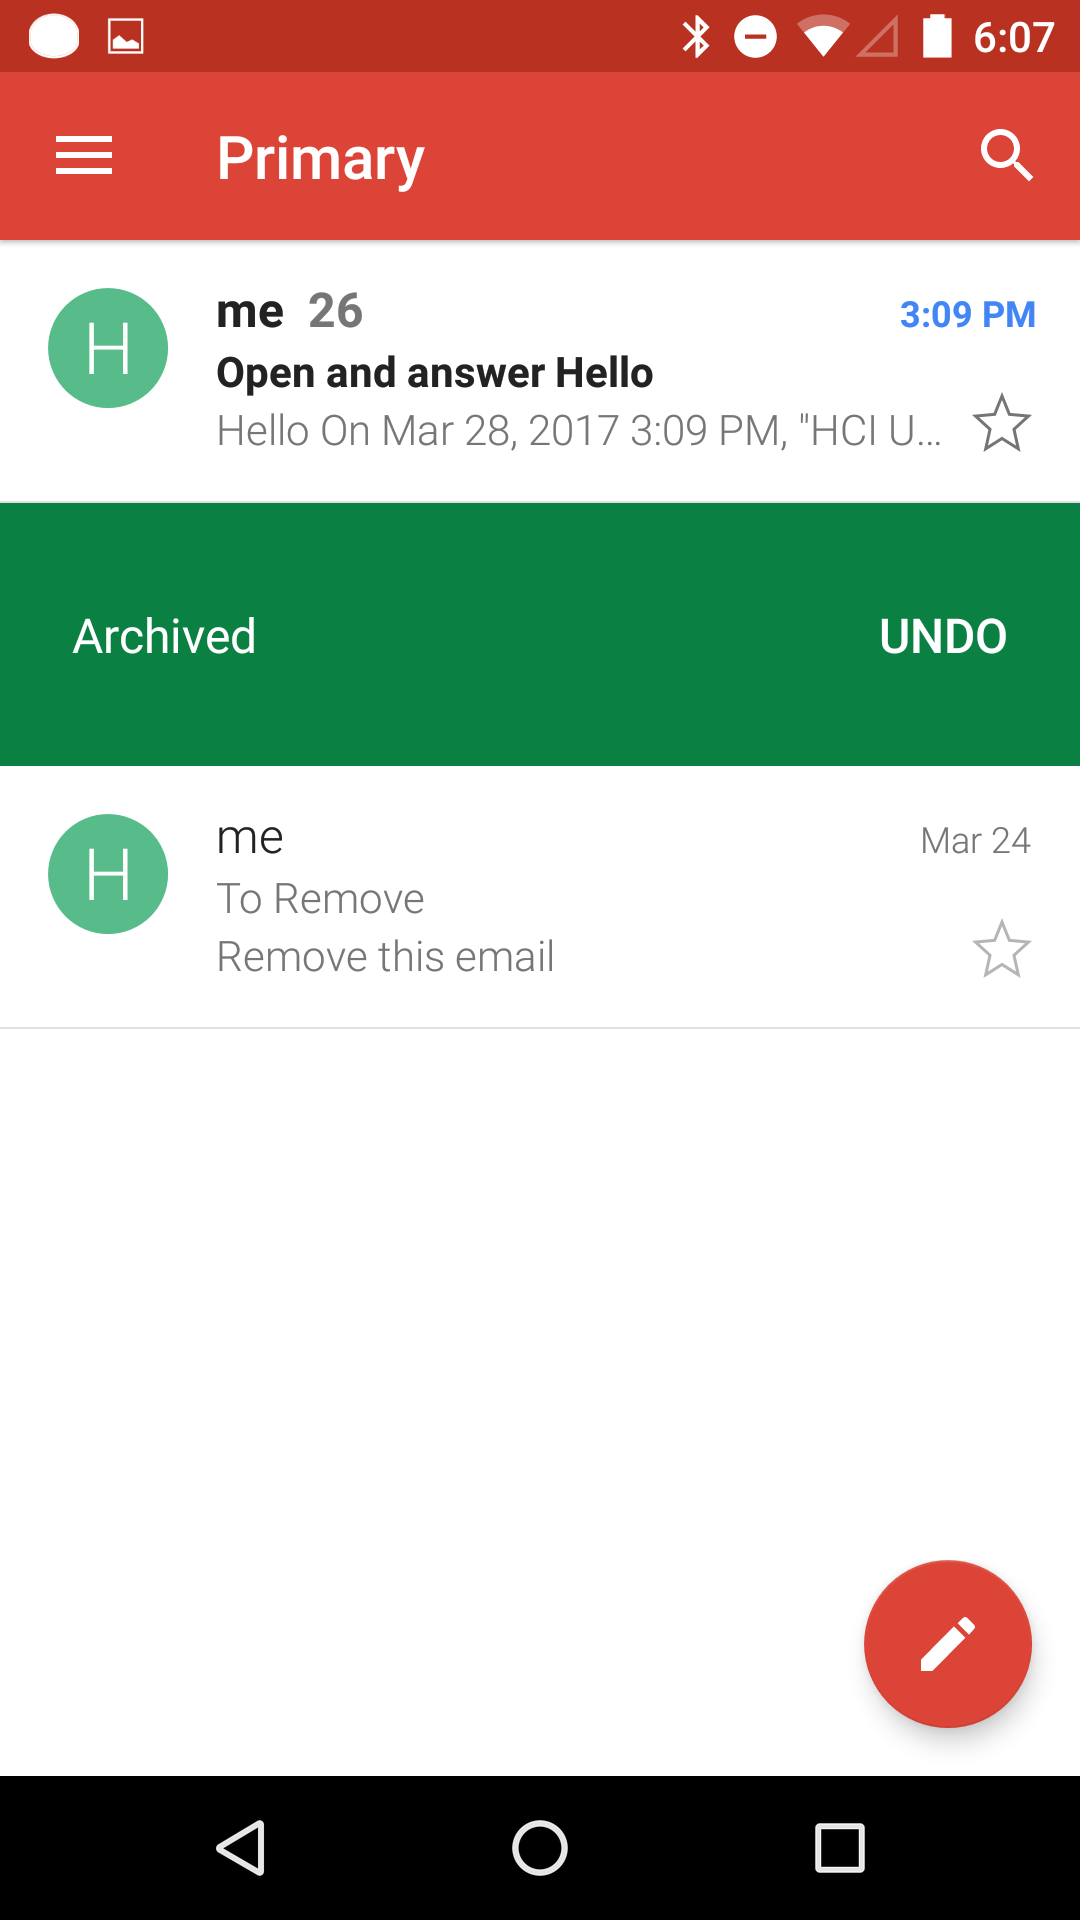 6:07
Primary
H
me 26
3:09 PM
Open and answer Hello
Hello On Mar 28, 2017 3:09 PM, "HCI U...
Archived
UNDO
H
me
Mar 24
To Remove
Remove this email